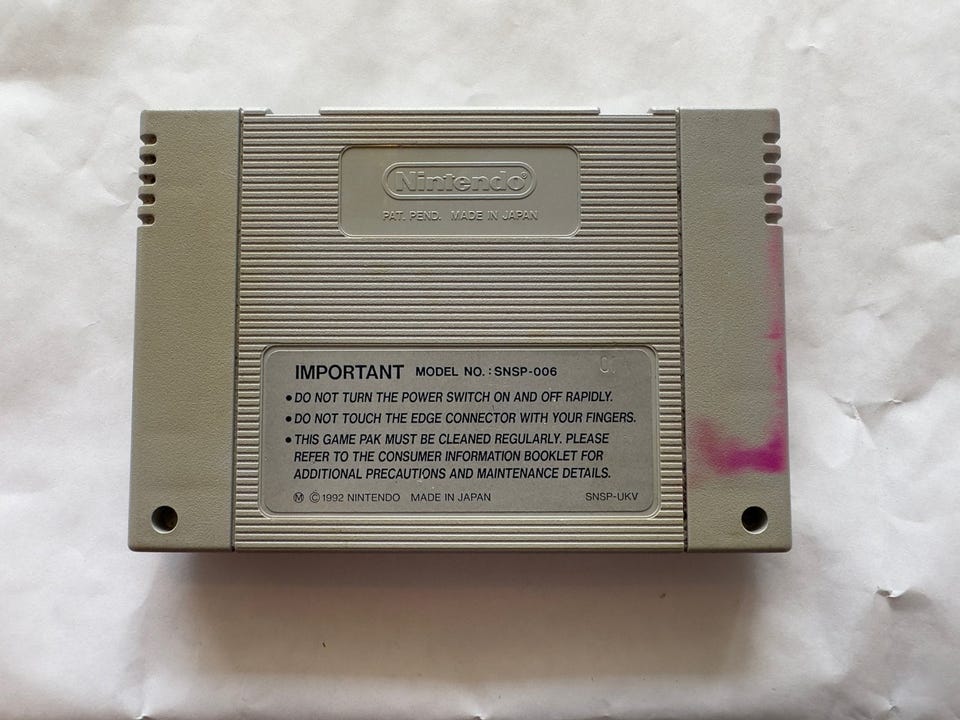 Nintendo®
PAT. PEND. MADE IN JAPAN
IMPORTANT MODEL NO.: SNSP-006
• DO NOT TURN THE POWER SWITCH ON AND OFF RAPIDLY.
• DO NOT TOUCH THE EDGE CONNECTOR WITH YOUR FINGERS.
• THIS GAME PAK MUST BE CLEANED REGULARLY. PLEASE
REFER TO THE CONSUMER INFORMATION BOOKLET FOR
ADDITIONAL PRECAUTIONS AND MAINTENANCE DETAILS.
Ⓜ ©1992 NINTENDO MADE IN JAPAN SNSP-UKV